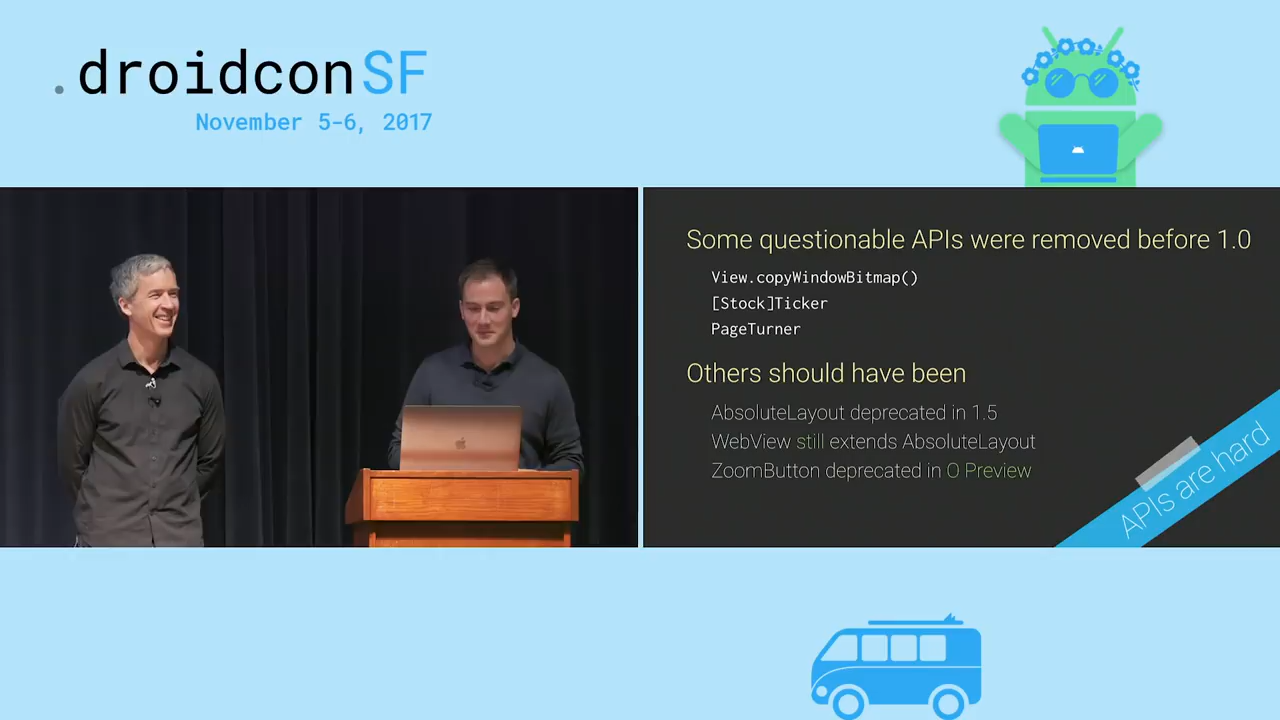 .droidconSF
November 5-6, 2017
Some questionable APIs were removed before 1.0
View.copyWindowBitmap()
[Stock]Ticker
PageTurner
Others should have been
AbsoluteLayout deprecated in 1.5
WebView still extends AbsoluteLayout
ZoomButton deprecated in O Preview
APIs are hard